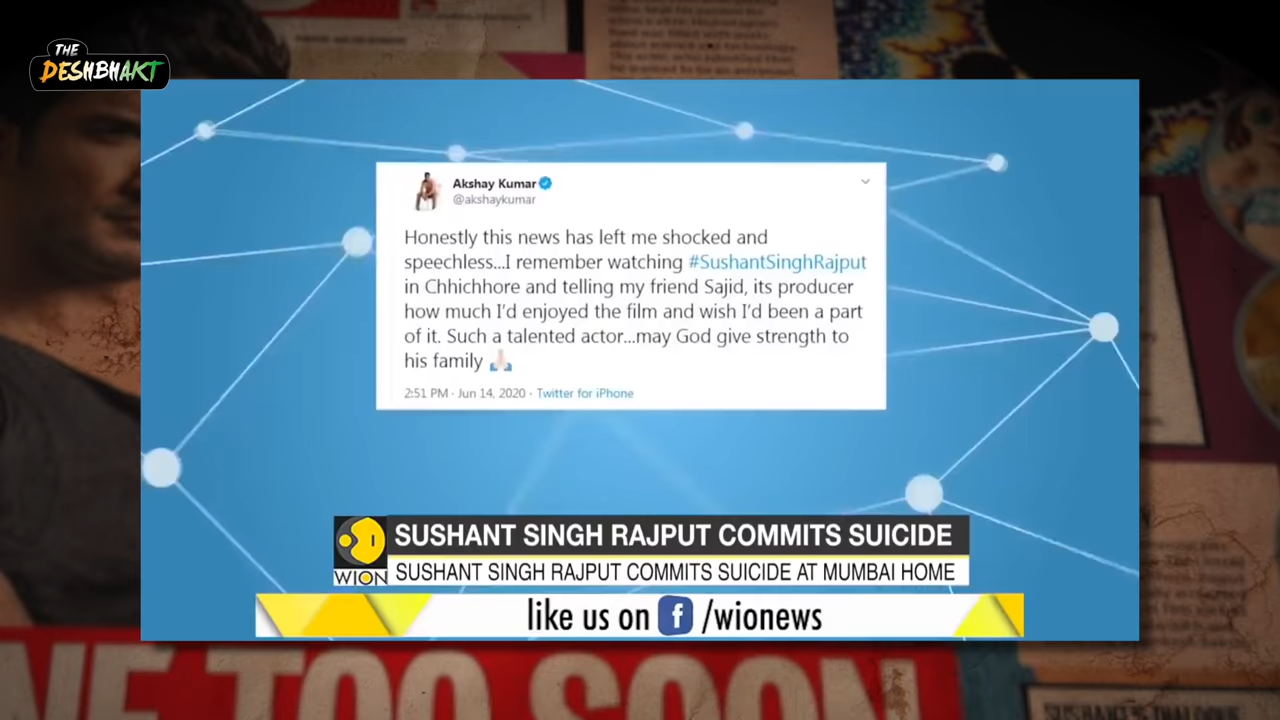 THE
DESHBHAKT
Akshay Kumar
@akshaykumar
Honestly this news has left me shocked and
speechless...I remember watching #SushantSinghRajput
in Chhichhore and telling my friend Sajid, its producer
how much I'd enjoyed the film and wish I'd been a part
of it. Such a talented actor...may God give strength to
his family 🙏🏻
2:51 PM · Jun 14, 2020 · Twitter for iPhone
SUSHANT SINGH RAJPUT COMMITS SUICIDE
WION
SUSHANT SINGH RAJPUT COMMITS SUICIDE AT MUMBAI HOME
like us on f /wionews
NE TOO SOON